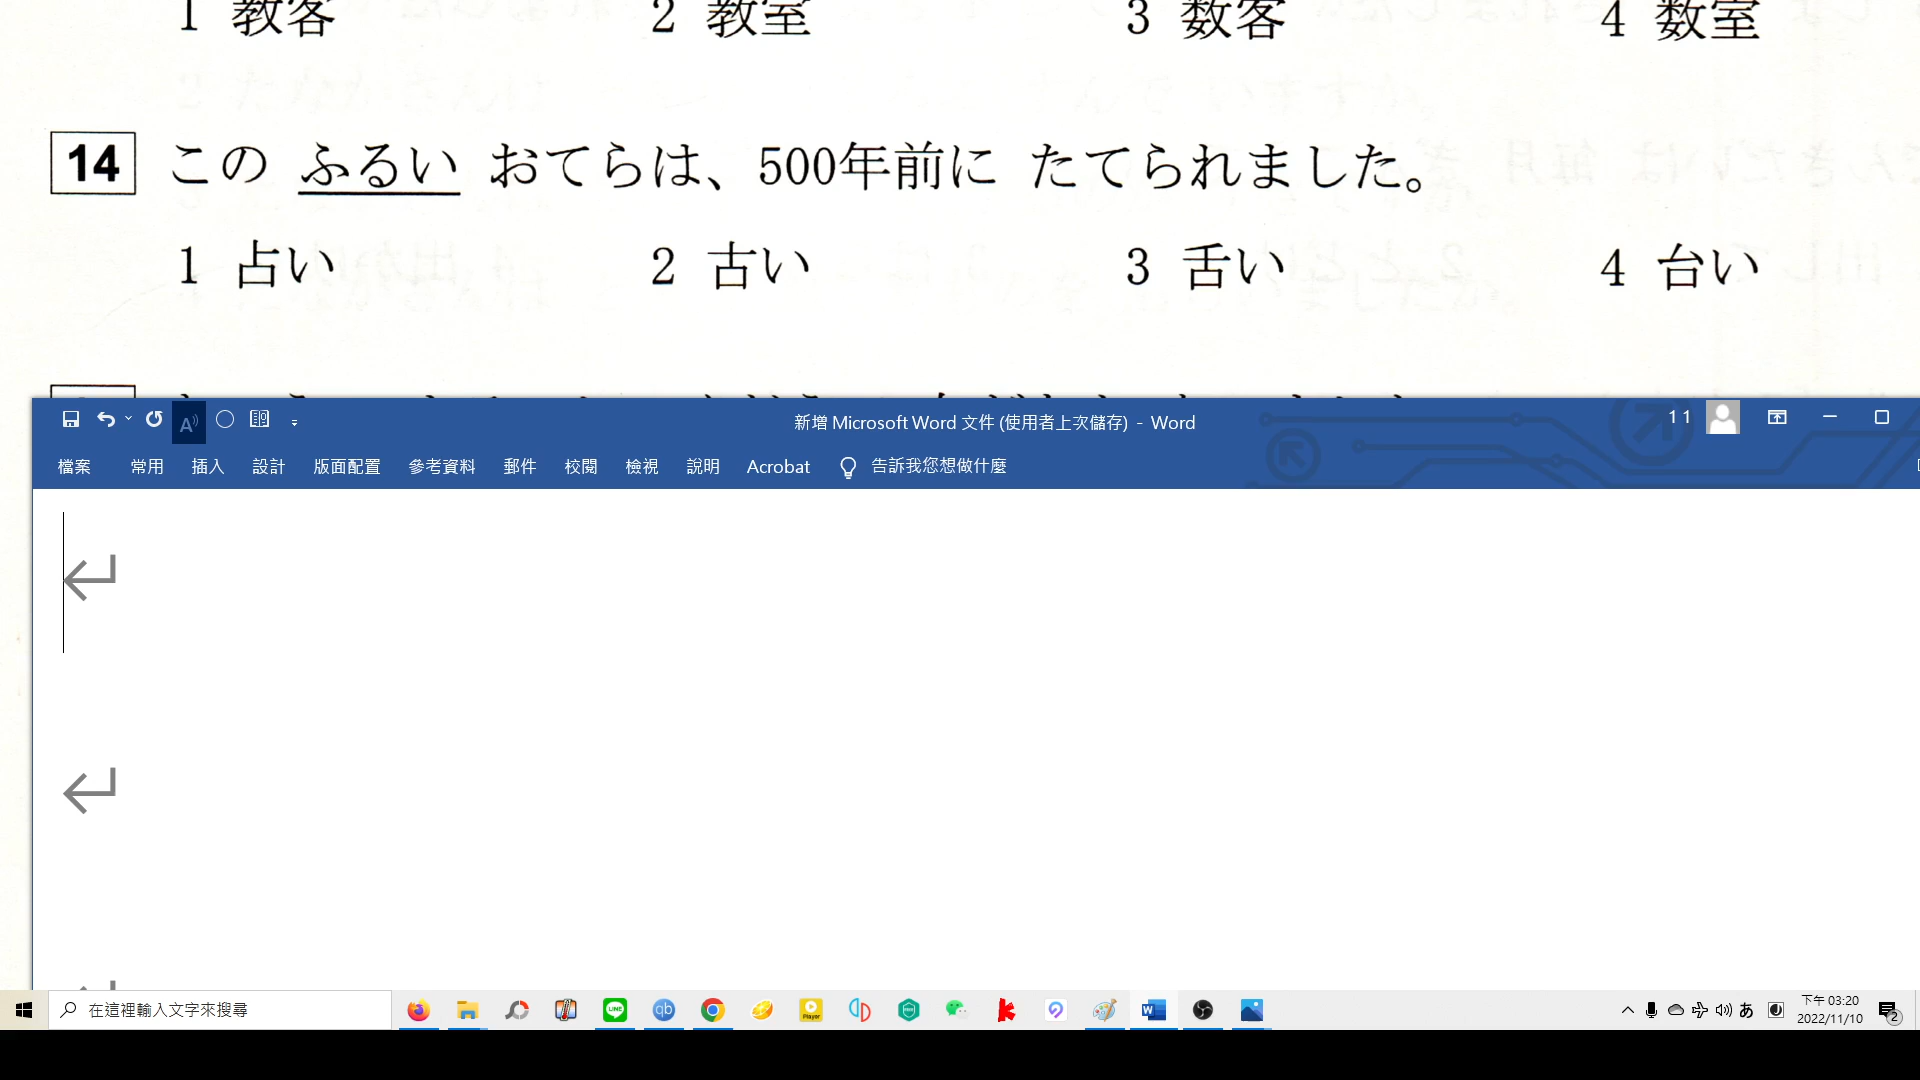 1 教客 2 教室 3 数客 4 数室
14 この ふるい おてらは、500年前に たてられました。
1 占い 2 古い 3 舌い 4 台い
新增 Microsoft Word 文件 (使用者上次儲存) - Word
1 1
檔案 常用 插入 設計 版面配置 參考資料 郵件 校閱 檢視 說明 Acrobat 告訴我您想做什麼
在這裡輸入文字來搜尋
あ
下午 03:20
2022/11/10
2